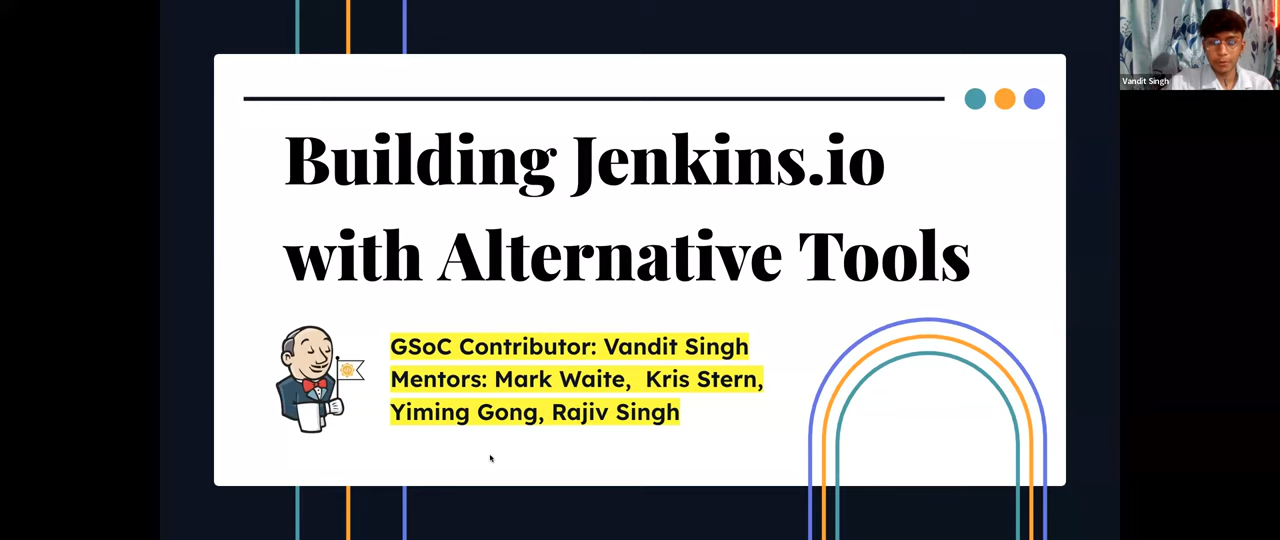 Building Jenkins.io
with Alternative Tools
GSoC Contributor: Vandit Singh
Mentors: Mark Waite, Kris Stern,
Yiming Gong, Rajiv Singh
Vandit Singh